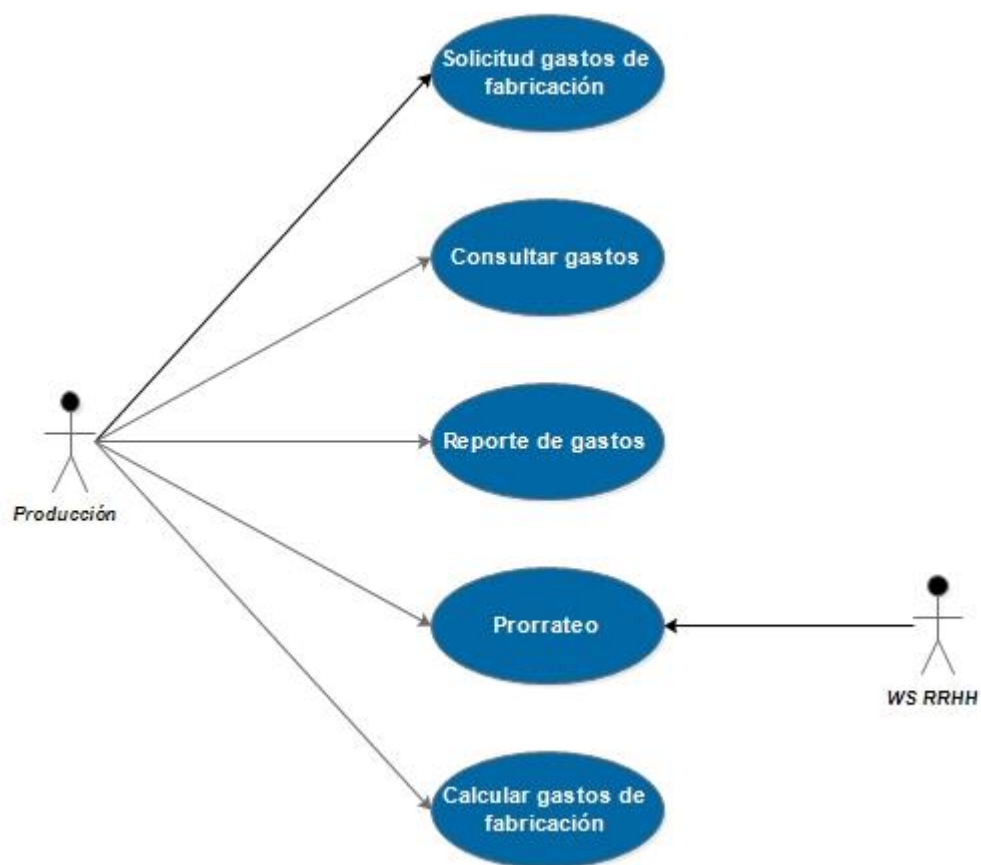 Solicitud gastos de
fabricación
Consultar gastos
Reporte de gastos
Producción
Prorrateo
WS RRHH
Calcular gastos de
fabricación